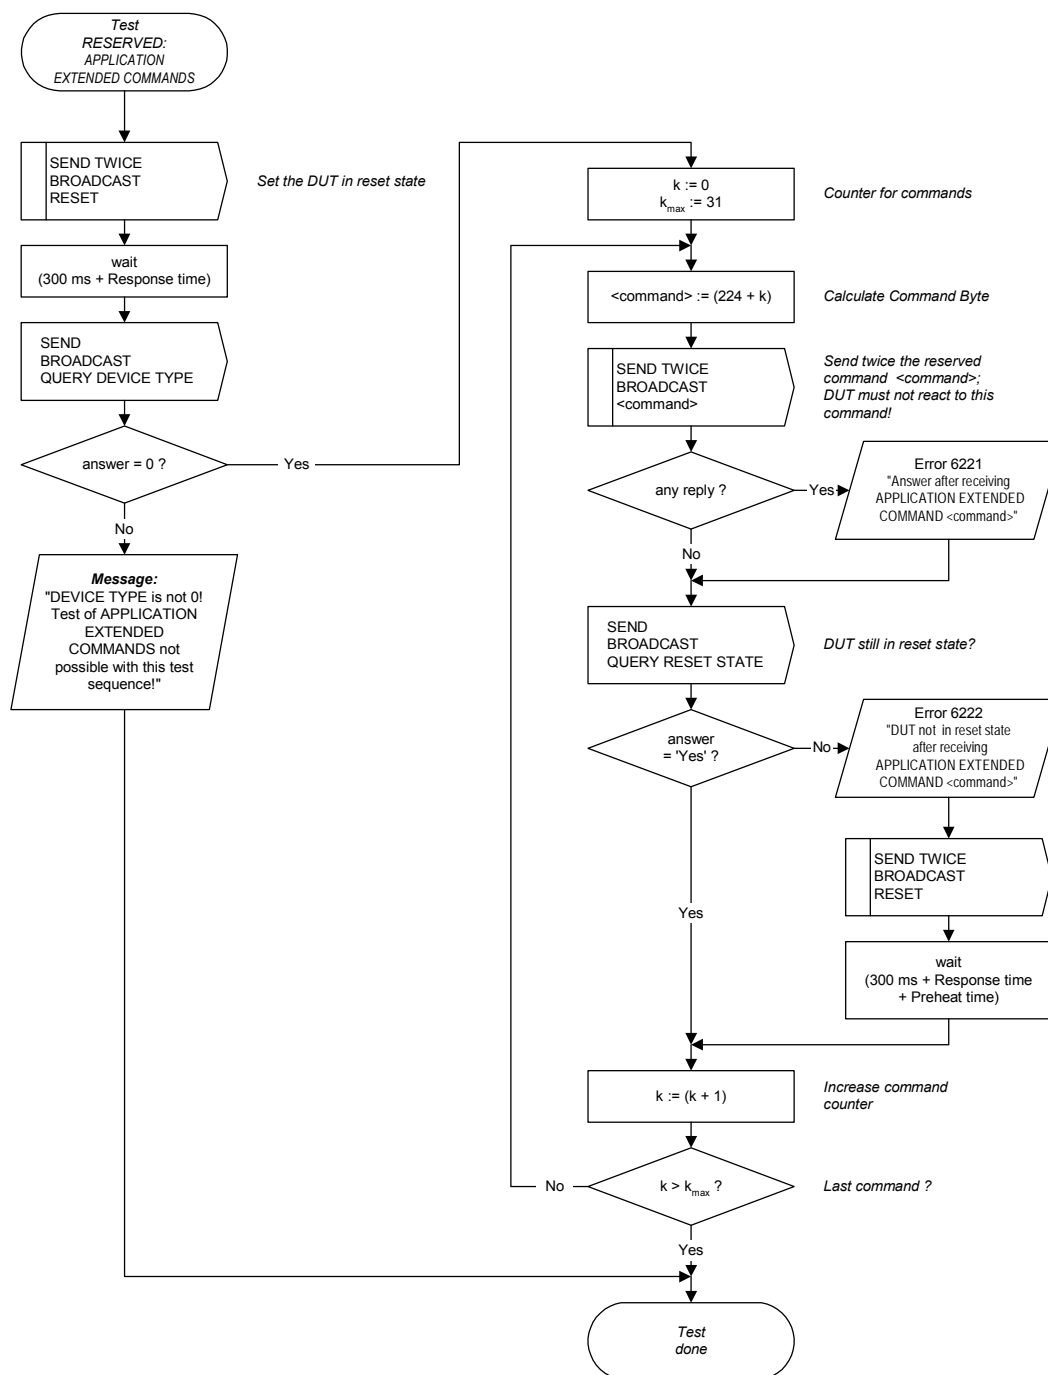 Test
RESERVED:
APPLICATION
EXTENDED COMMANDS
SEND TWICE
BROADCAST
RESET
Set the DUT in reset state
wait
(300 ms + Response time)
SEND
BROADCAST
QUERY DEVICE TYPE
answer = 0 ?
Yes
No
Message:
"DEVICE TYPE is not 0!
Test of APPLICATION
EXTENDED
COMMANDS not
possible with this test
sequence!"
k := 0
kmax := 31
Counter for commands
<command> := (224 + k)
Calculate Command Byte
SEND TWICE
BROADCAST
<command>
Send twice the reserved
command <command>;
DUT must not react to this
command!
any reply ?
Yes
Error 6221
"Answer after receiving
APPLICATION EXTENDED
COMMAND <command>"
No
SEND
BROADCAST
QUERY RESET STATE
DUT still in reset state?
answer
= 'Yes' ?
No
Error 6222
"DUT not in reset state
after receiving
APPLICATION EXTENDED
COMMAND <command>"
SEND TWICE
BROADCAST
RESET
Yes
wait
(300 ms + Response time
+ Preheat time)
k := (k + 1)
Increase command
counter
k > kmax ?
No
Last command ?
Yes
Test
done